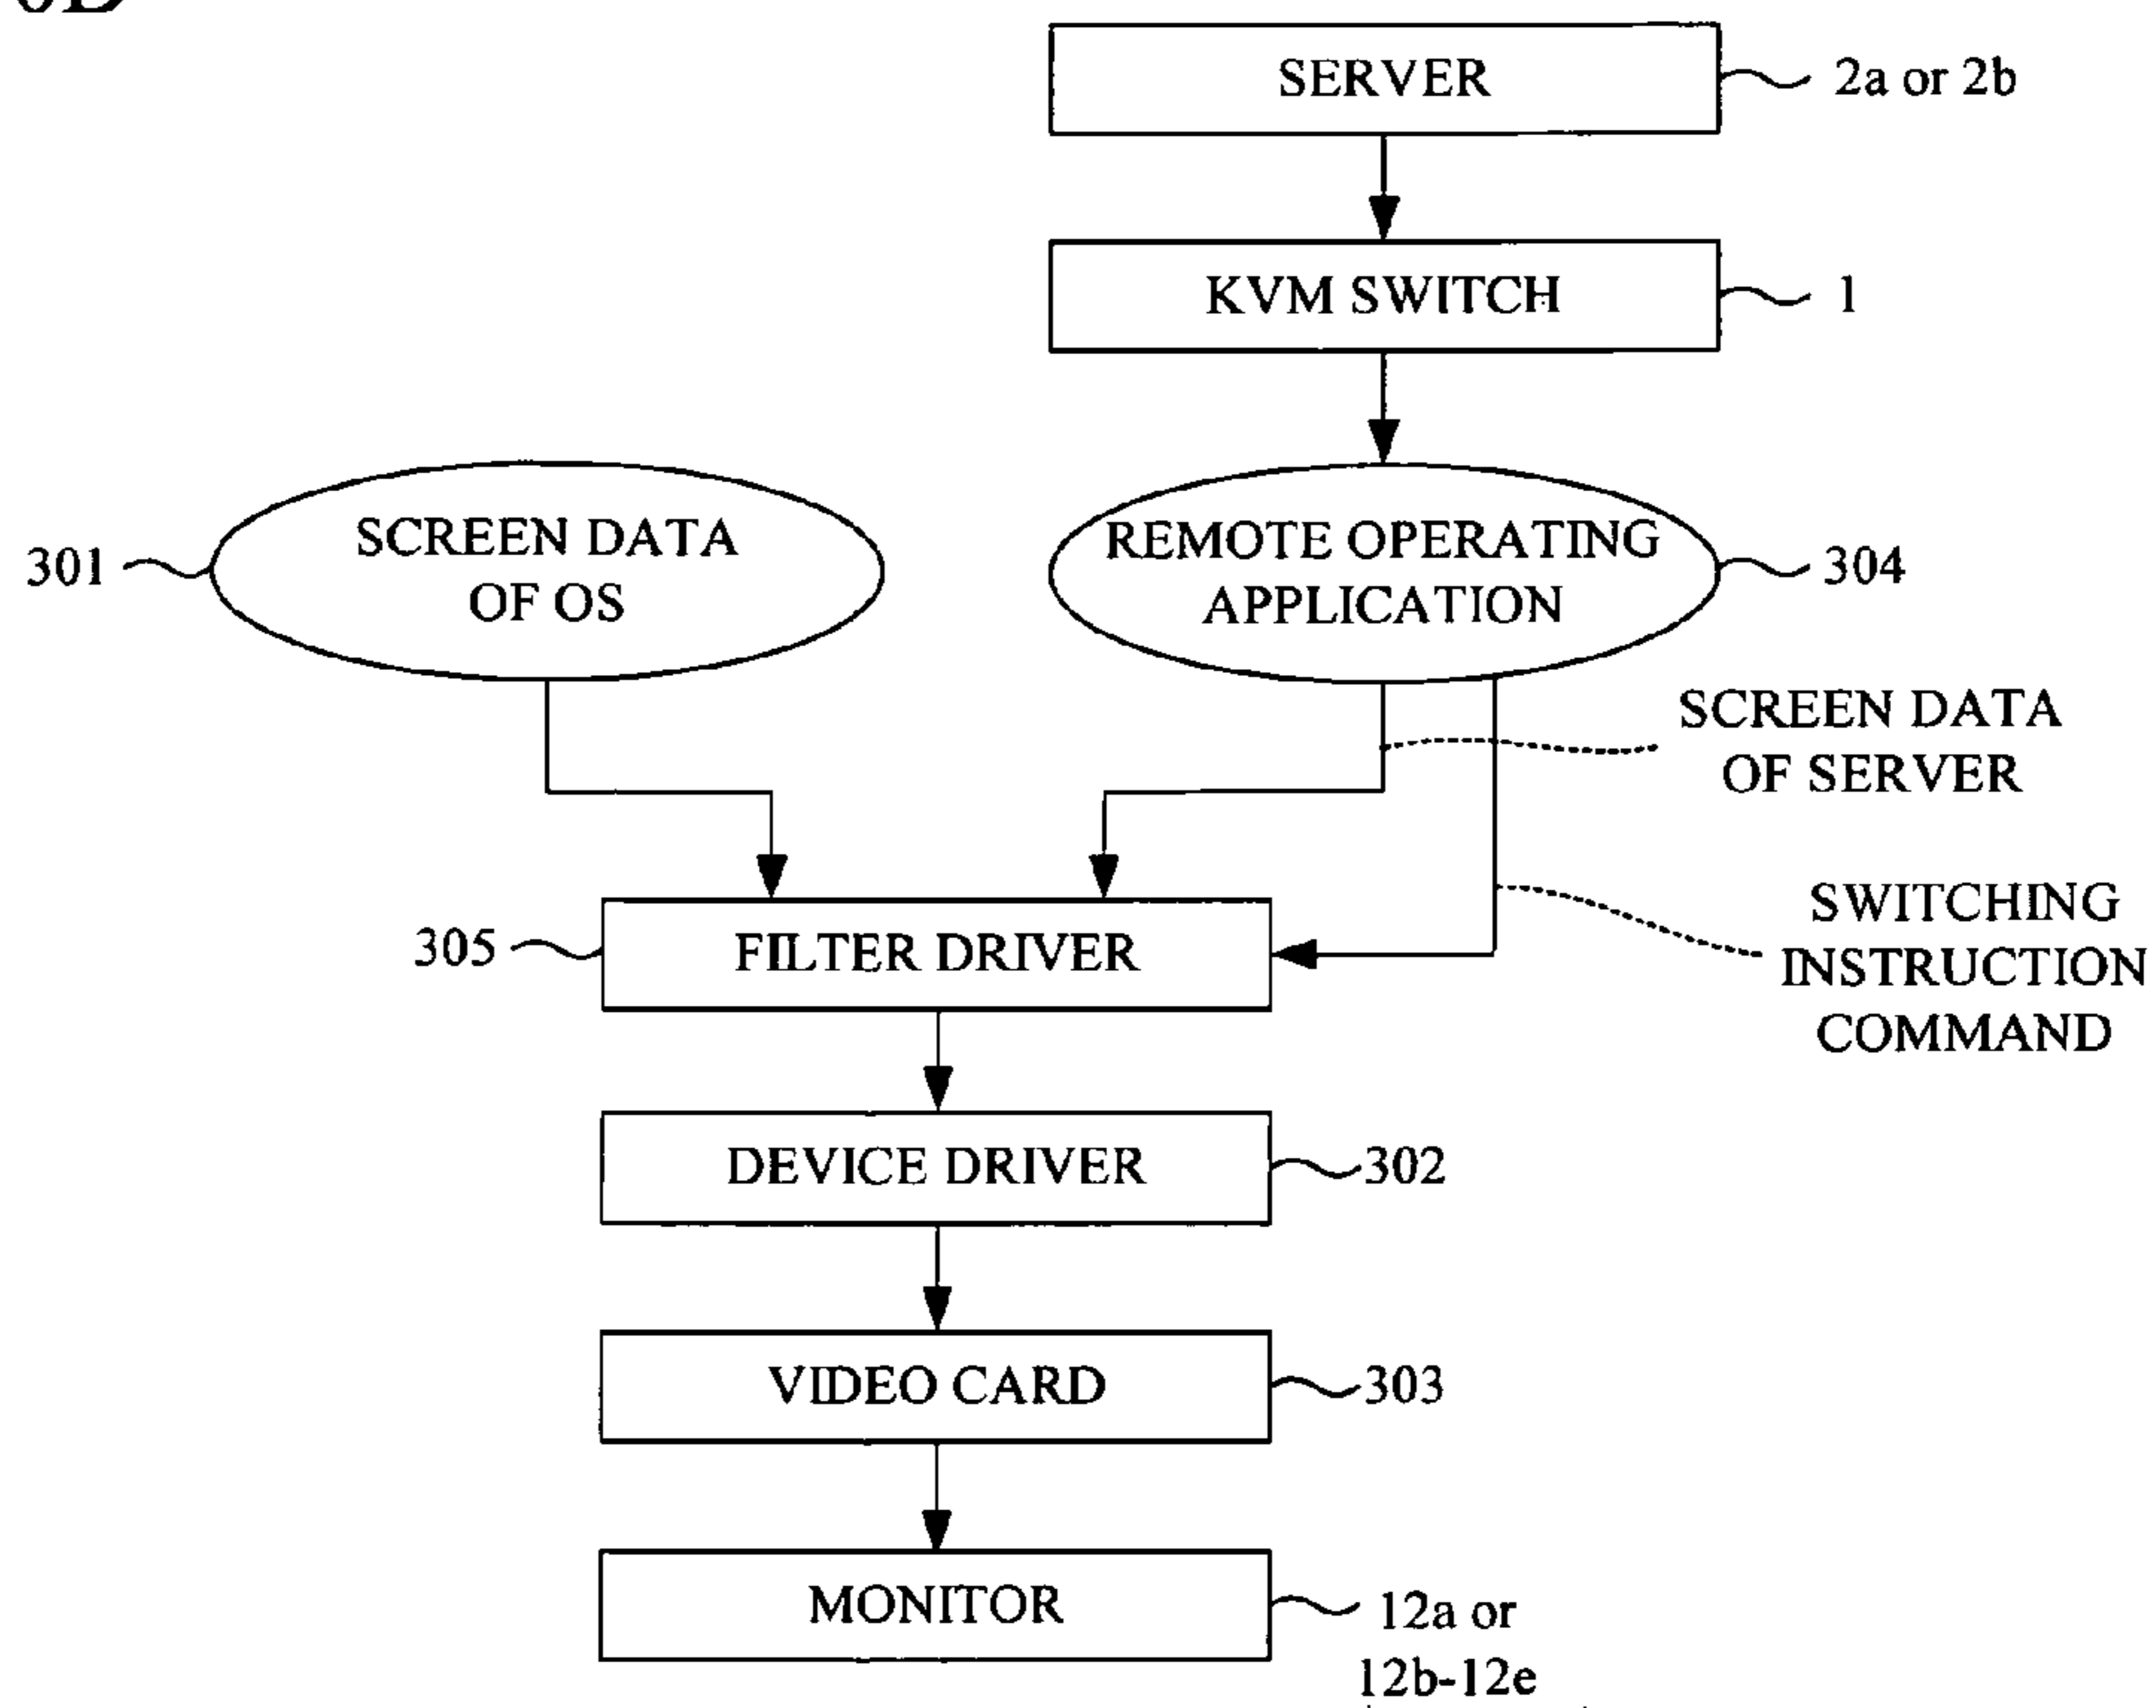 SERVER
2a or 2b
KVM SWITCH
1
SCREEN DATA
OF OS
301
REMOTE OPERATING
APPLICATION
304
SCREEN DATA
OF SERVER
SWITCHING
INSTRUCTION
COMMAND
305
FILTER DRIVER
DEVICE DRIVER
302
VIDEO CARD
303
MONITOR
12a or
12b-12e